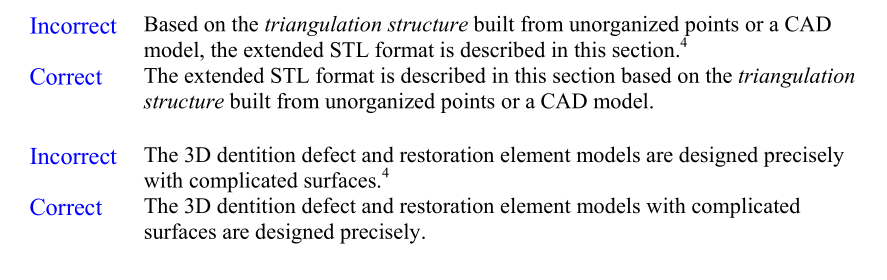 Incorrect Based on the triangulation structure built from unorganized points or a CAD
model, the extended STL format is described in this section.4
Correct The extended STL format is described in this section based on the triangulation
structure built from unorganized points or a CAD model.
Incorrect The 3D dentition defect and restoration element models are designed precisely
with complicated surfaces.4
Correct The 3D dentition defect and restoration element models with complicated
surfaces are designed precisely.